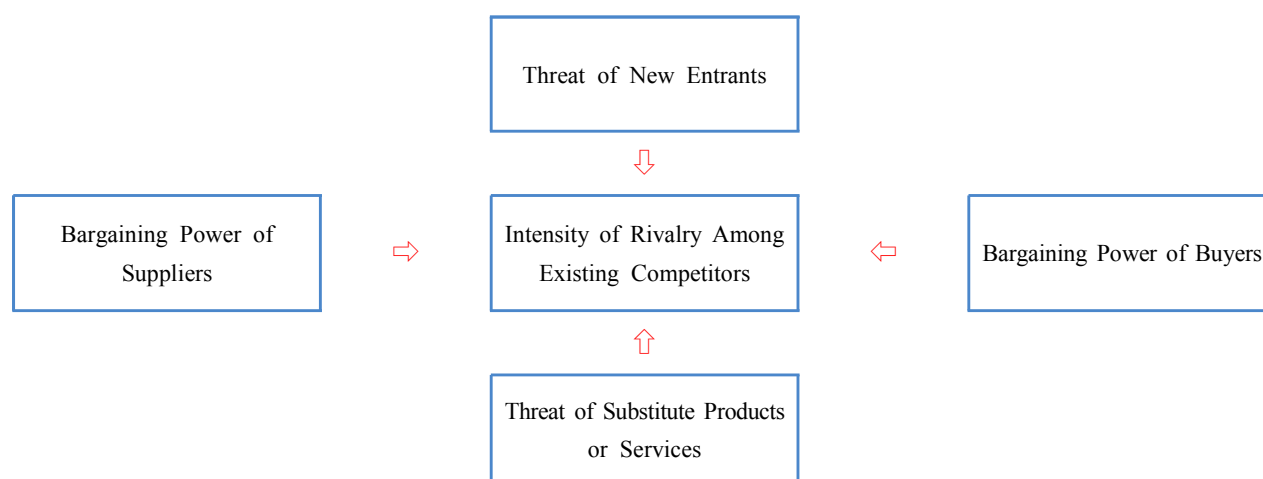 Threat of New Entrants
Bargaining Power of
Suppliers
Intensity of Rivalry Among
Existing Competitors
Bargaining Power of Buyers
Threat of Substitute Products
or Services